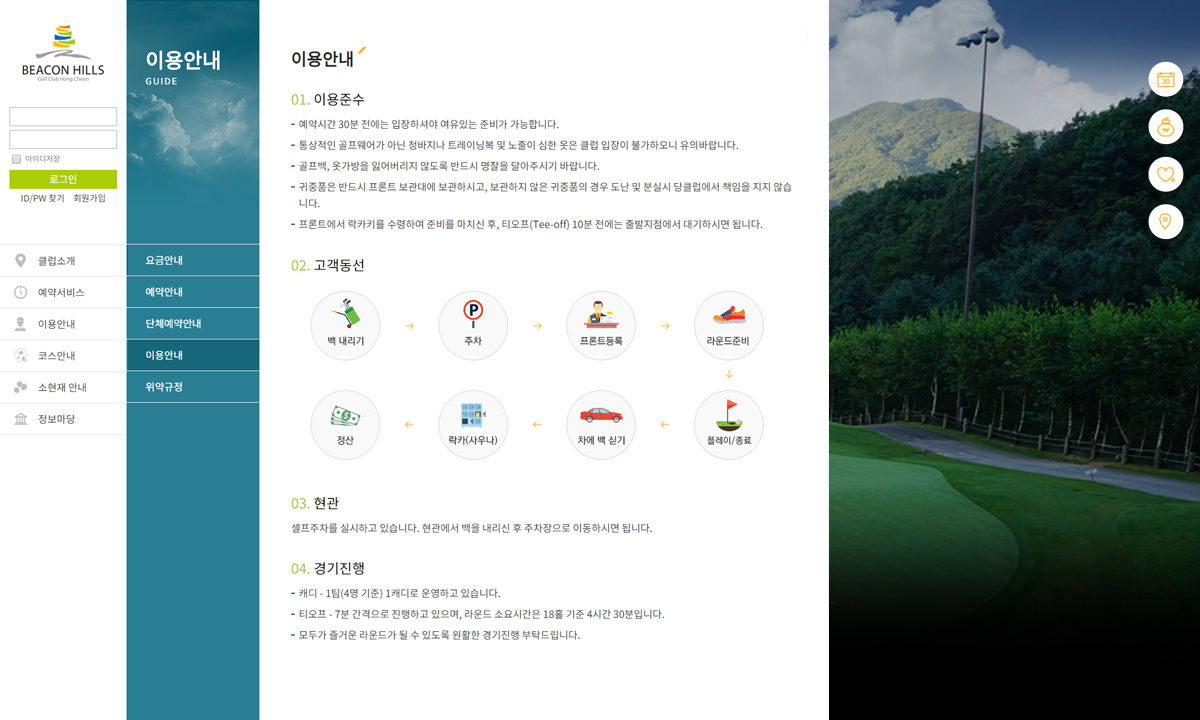 BEACON HILLS
Golf Club Hong Cheon
아이디저장
로그인
ID/PW 찾기 회원가입
클럽소개
예약서비스
이용안내
코스안내
소현재 안내
정보마당
이용안내
GUIDE
요금안내
예약안내
단체예약안내
이용안내
위약규정
이용안내
01. 이용준수
- 예약시간 30분 전에는 입장하셔야 여유있는 준비가 가능합니다.
- 통상적인 골프웨어가 아닌 청바지나 트레이닝복 및 노출이 심한 옷은 클럽 입장이 불가하오니 유의바랍니다.
- 골프백, 옷가방을 잃어버리지 않도록 반드시 명찰을 달아주시기 바랍니다.
- 귀중품은 반드시 프론트 보관대에 보관하시고, 보관하지 않은 귀중품의 경우 도난 및 분실시 당클럽에서 책임을 지지 않습
니다.
- 프론트에서 락카키를 수령하여 준비를 마치신 후, 티오프(Tee-off) 10분 전에는 출발지점에서 대기하시면 됩니다.
02. 고객동선
P
백 내리기
주차
프론트등록
라운드준비
정산
락카(사우나)
차에 백 싣기
플레이/종료
03. 현관
셀프주차를 실시하고 있습니다. 현관에서 백을 내리신 후 주차장으로 이동하시면 됩니다.
04. 경기진행
- 캐디 - 1팀(4명 기준) 1캐디로 운영하고 있습니다.
- 티오프 - 7분 간격으로 진행하고 있으며, 라운드 소요시간은 18홀 기준 4시간 30분입니다.
- 모두가 즐거운 라운드가 될 수 있도록 원활한 경기진행 부탁드립니다.
30
₩